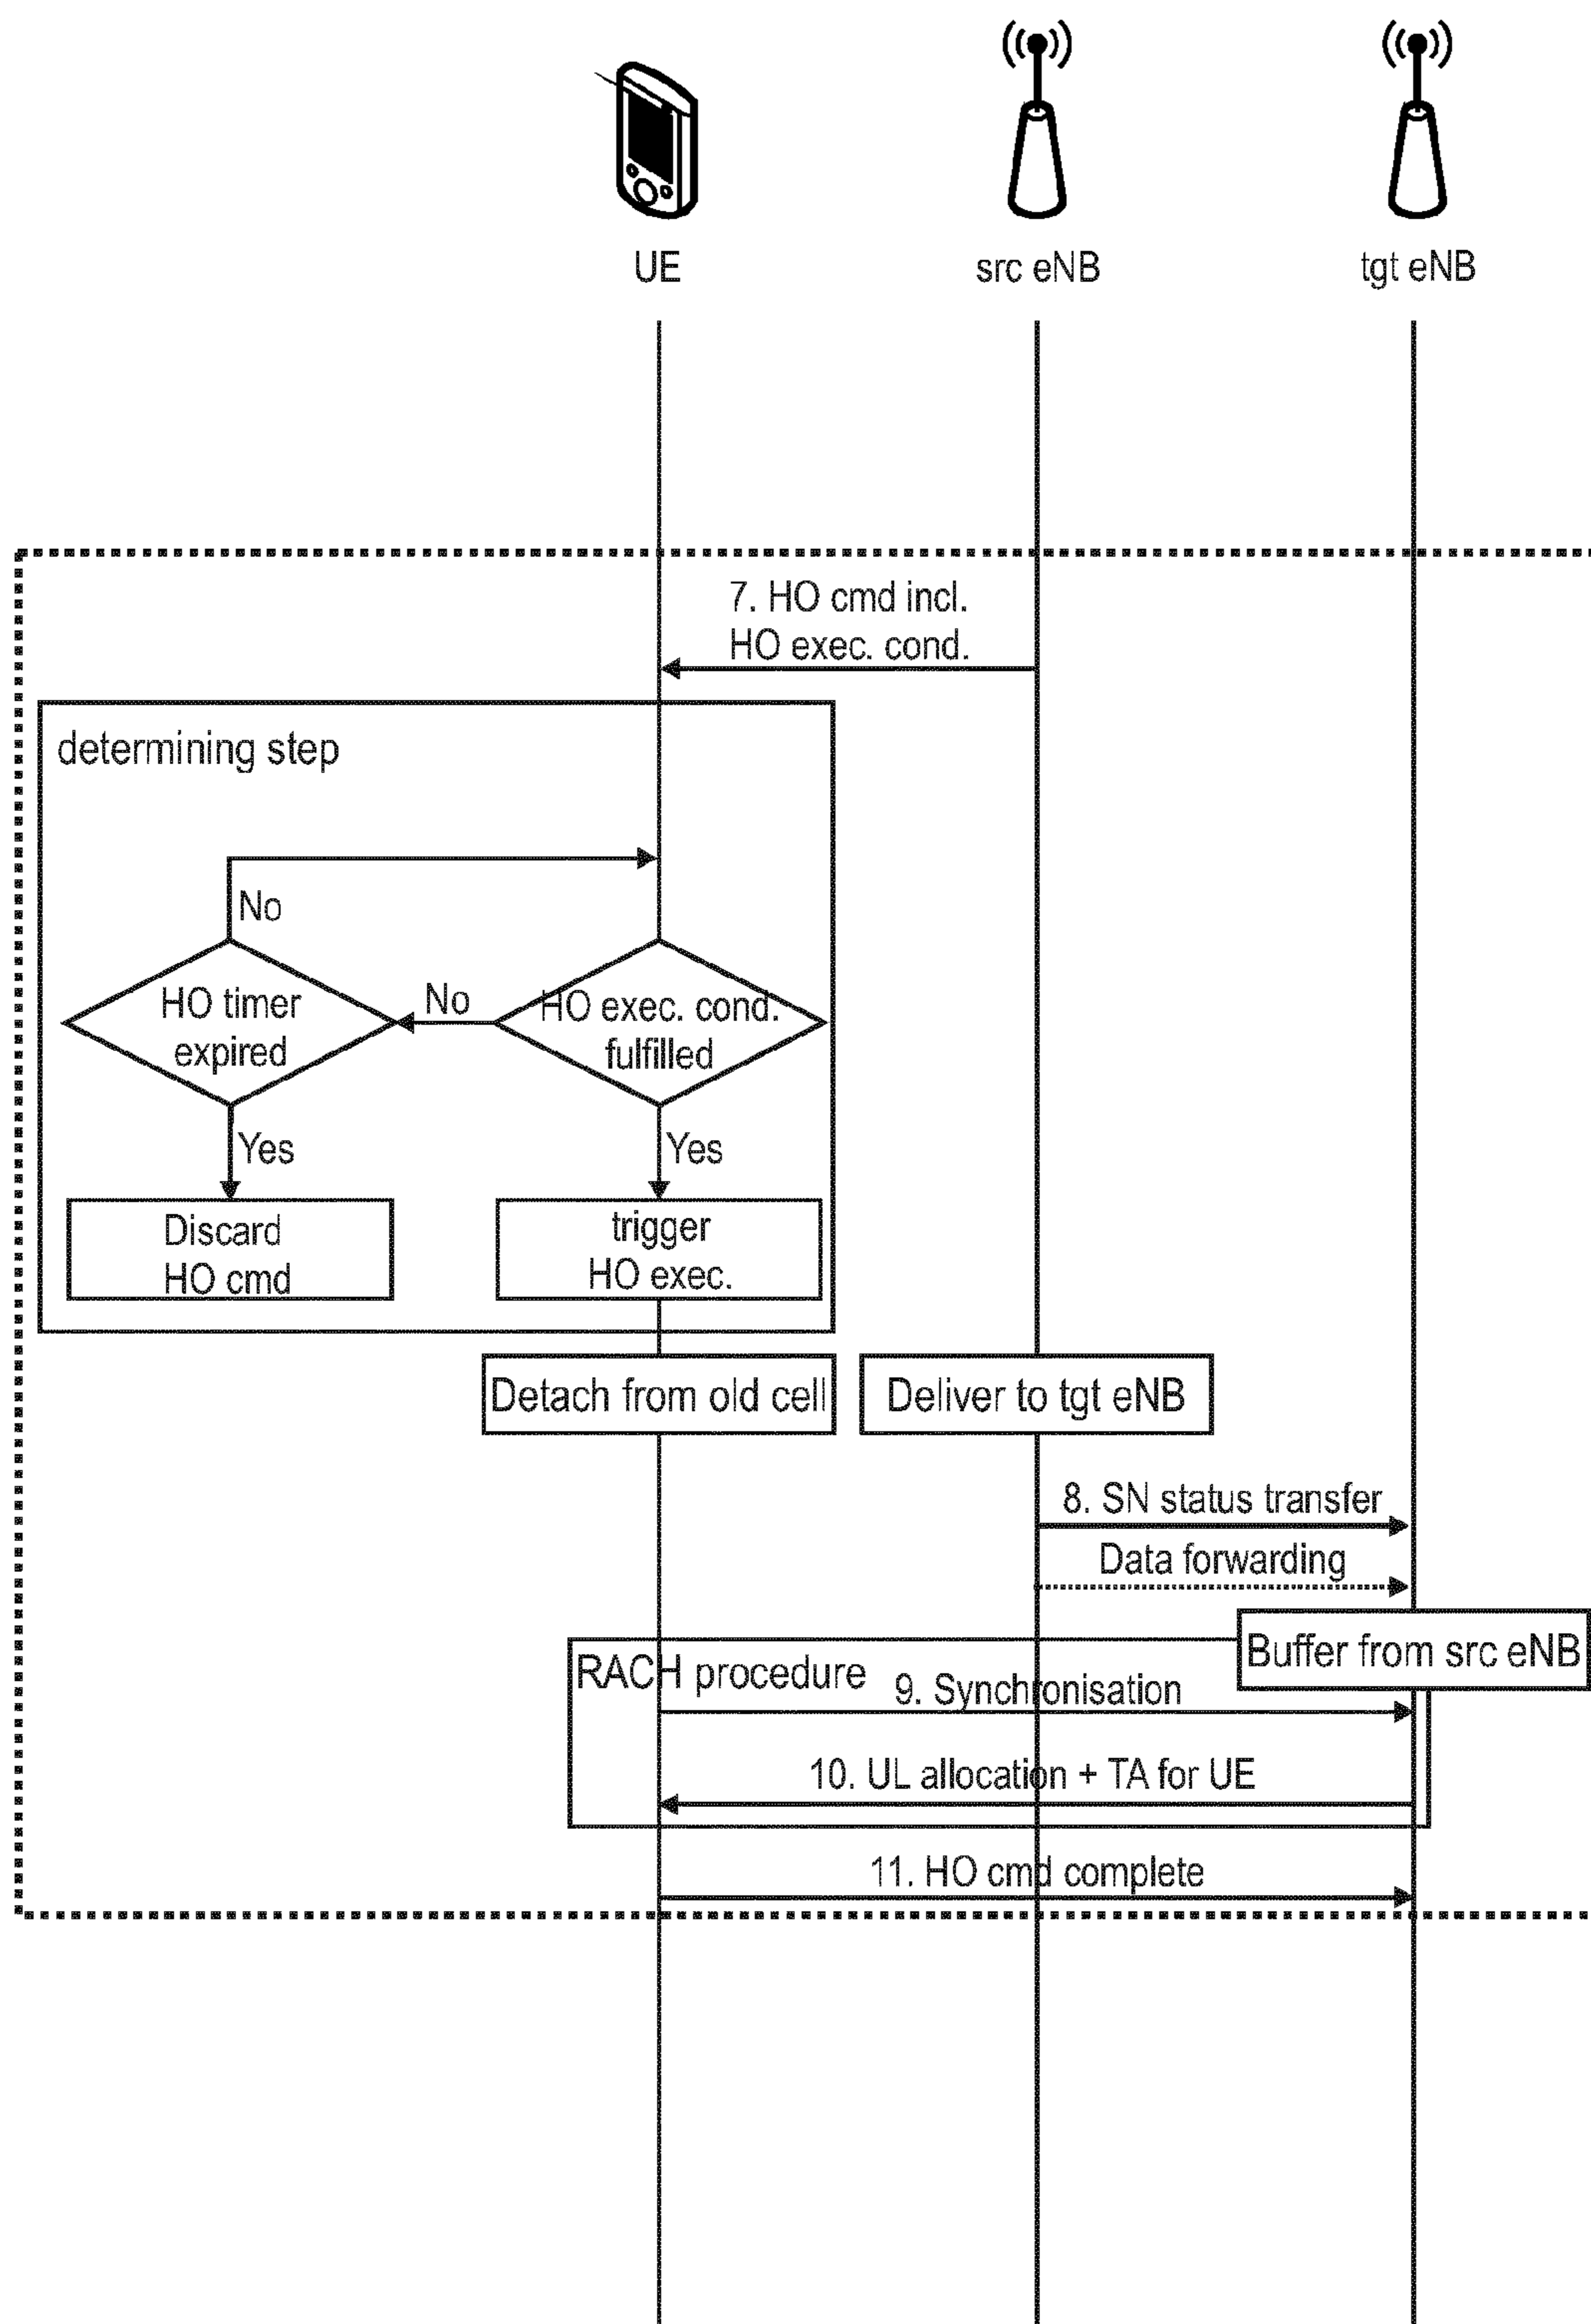 UE
src eNB
tgt eNB
7. HO cmd incl.
HO exec. cond.
determining step
No
HO timer
expired
No
HO exec. cond.
fulfilled
Yes
Yes
Discard
HO cmd
trigger
HO exec.
Detach from old cell
Deliver to tgt eNB
8. SN status transfer
Data forwarding
Buffer from src eNB
RACH procedure
9. Synchronisation
10. UL allocation + TA for UE
11. HO cmd complete